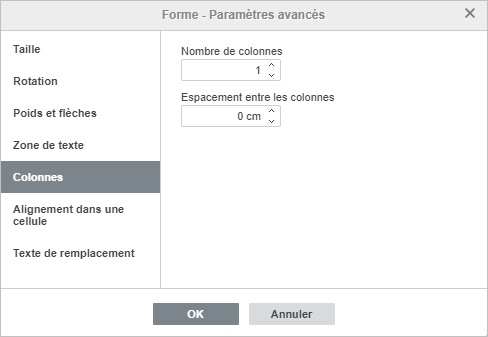 Forme - Paramètres avancés
Taille
Rotation
Poids et flèches
Zone de texte
Colonnes
Alignement dans une
cellule
Texte de remplacement
Nombre de colonnes
1
Espacement entre les colonnes
0 cm
OK
Annuler